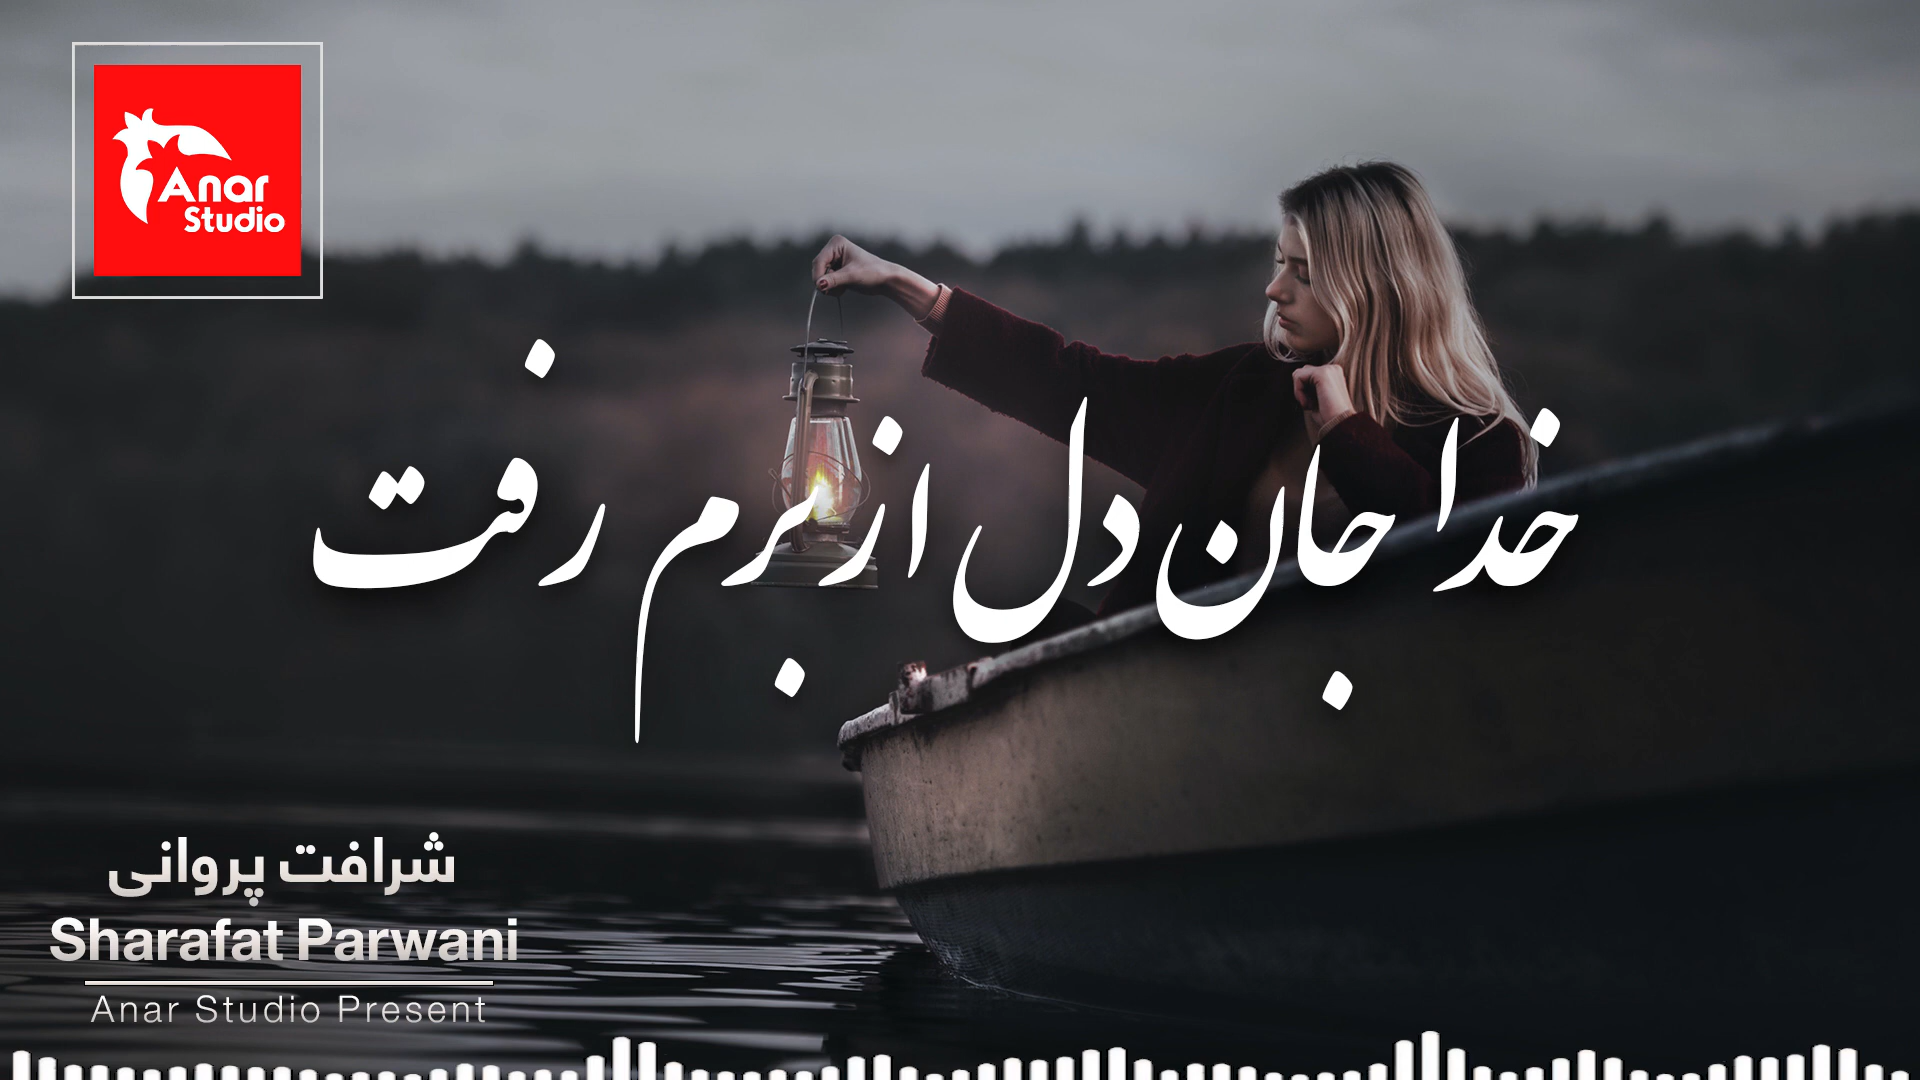 Anar
Studio
خدا جان دل از برم رفت
شرافت پروانی
Sharafat Parwani
Anar Studio Present